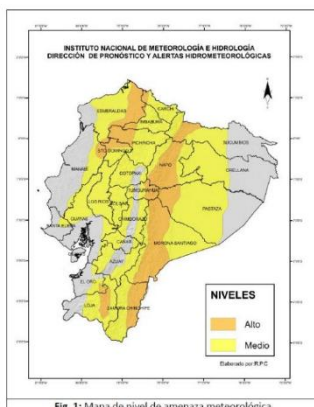 INSTITUTO NACIONAL DE METEOROLOGÍA E HIDROLOGÍA
DIRECCIÓN DE PRONÓSTICO Y ALERTAS HIDROMETEOROLÓGICAS
ESMERALDAS
CARCHI
IMBABURA
SUCUMBIOS
PICHINCHA
STO DOMINGO
NAPO
ORELLANA
MANABI
COTOPAXI
TUNGURAHUA
LOS RIOS
BOLIVAR
PASTAZA
GUAYAS
CHIMBORAZO
SANTA ELENA
MORONA SANTIAGO
CAÑAR
AZUAY
EL ORO
LOJA
ZAMORA CHINCHIPE
NIVELES
Alto
Medio
Elaborado por R.P.C
Fig. 1: Mapa de nivel de amenaza meteorológica